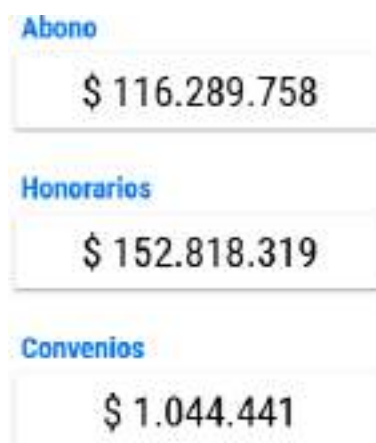 Abono
$ 116.289.758
Honorarios
$ 152.818.319
Convenios
$ 1.044.441